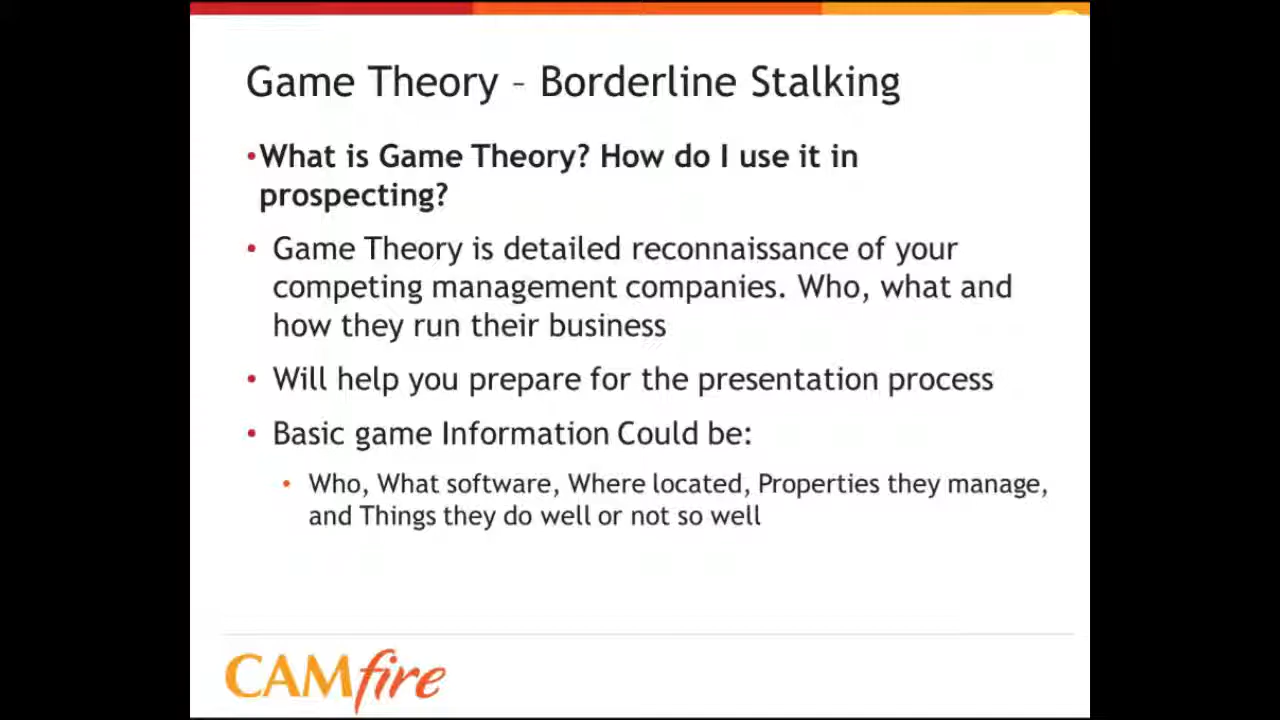 Game Theory – Borderline Stalking
•What is Game Theory? How do I use it in
prospecting?
• Game Theory is detailed reconnaissance of your
competing management companies. Who, what and
how they run their business
• Will help you prepare for the presentation process
• Basic game Information Could be:
• Who, What software, Where located, Properties they manage,
and Things they do well or not so well
CAMfire